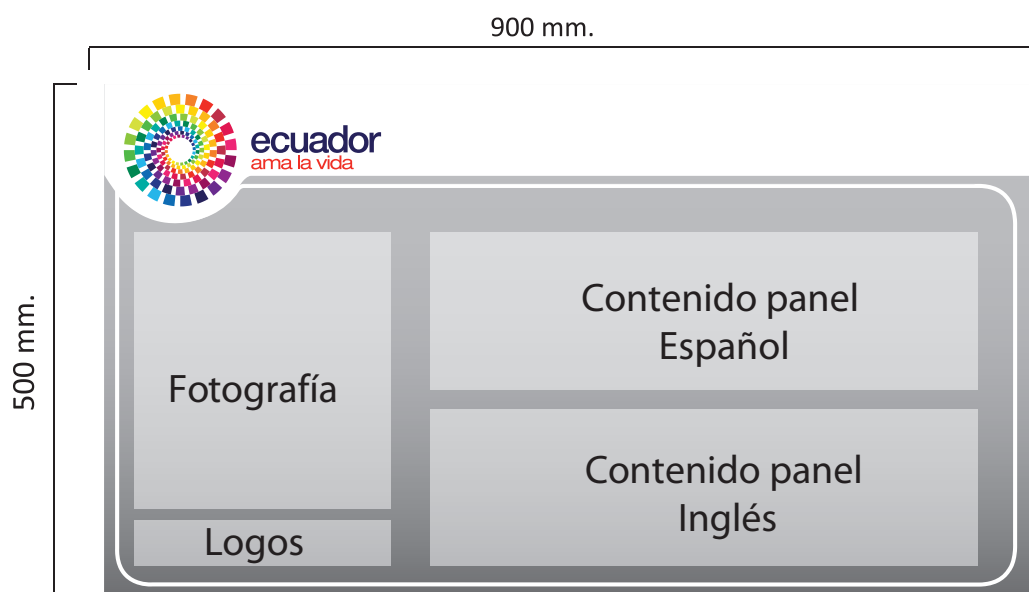 900 mm.
ecuador
ama la vida
500 mm.
Contenido panel
Español
Fotografía
Contenido panel
Inglés
Logos